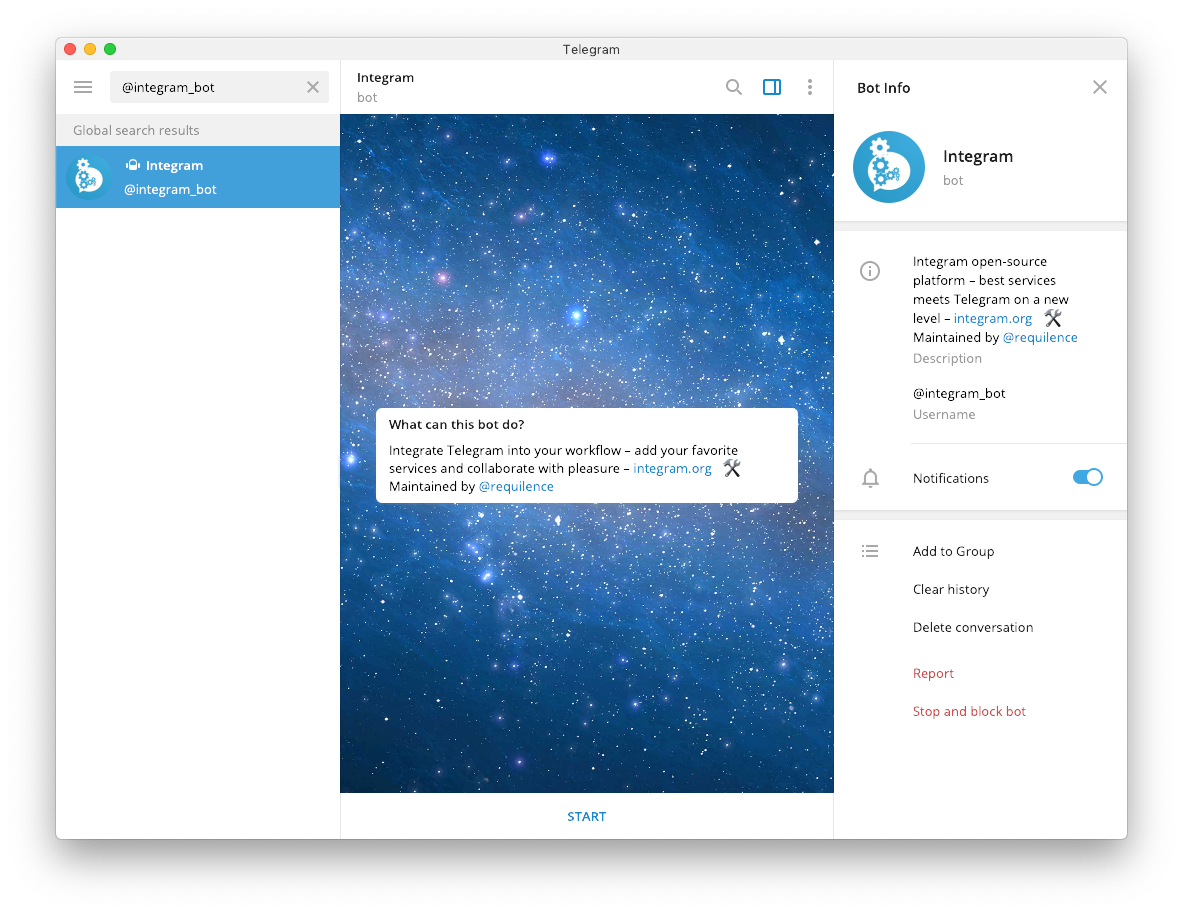 Telegram
@integram_bot
Global search results
Integram
@integram_bot
Integram
bot
What can this bot do?
Integrate Telegram into your workflow – add your favorite
services and collaborate with pleasure – integram.org 🛠
Maintained by @requilence
START
Bot Info
Integram
bot
Integram open-source
platform – best services
meets Telegram on a new
level – integram.org 🛠
Maintained by @requilence
Description
@integram_bot
Username
Notifications
Add to Group
Clear history
Delete conversation
Report
Stop and block bot